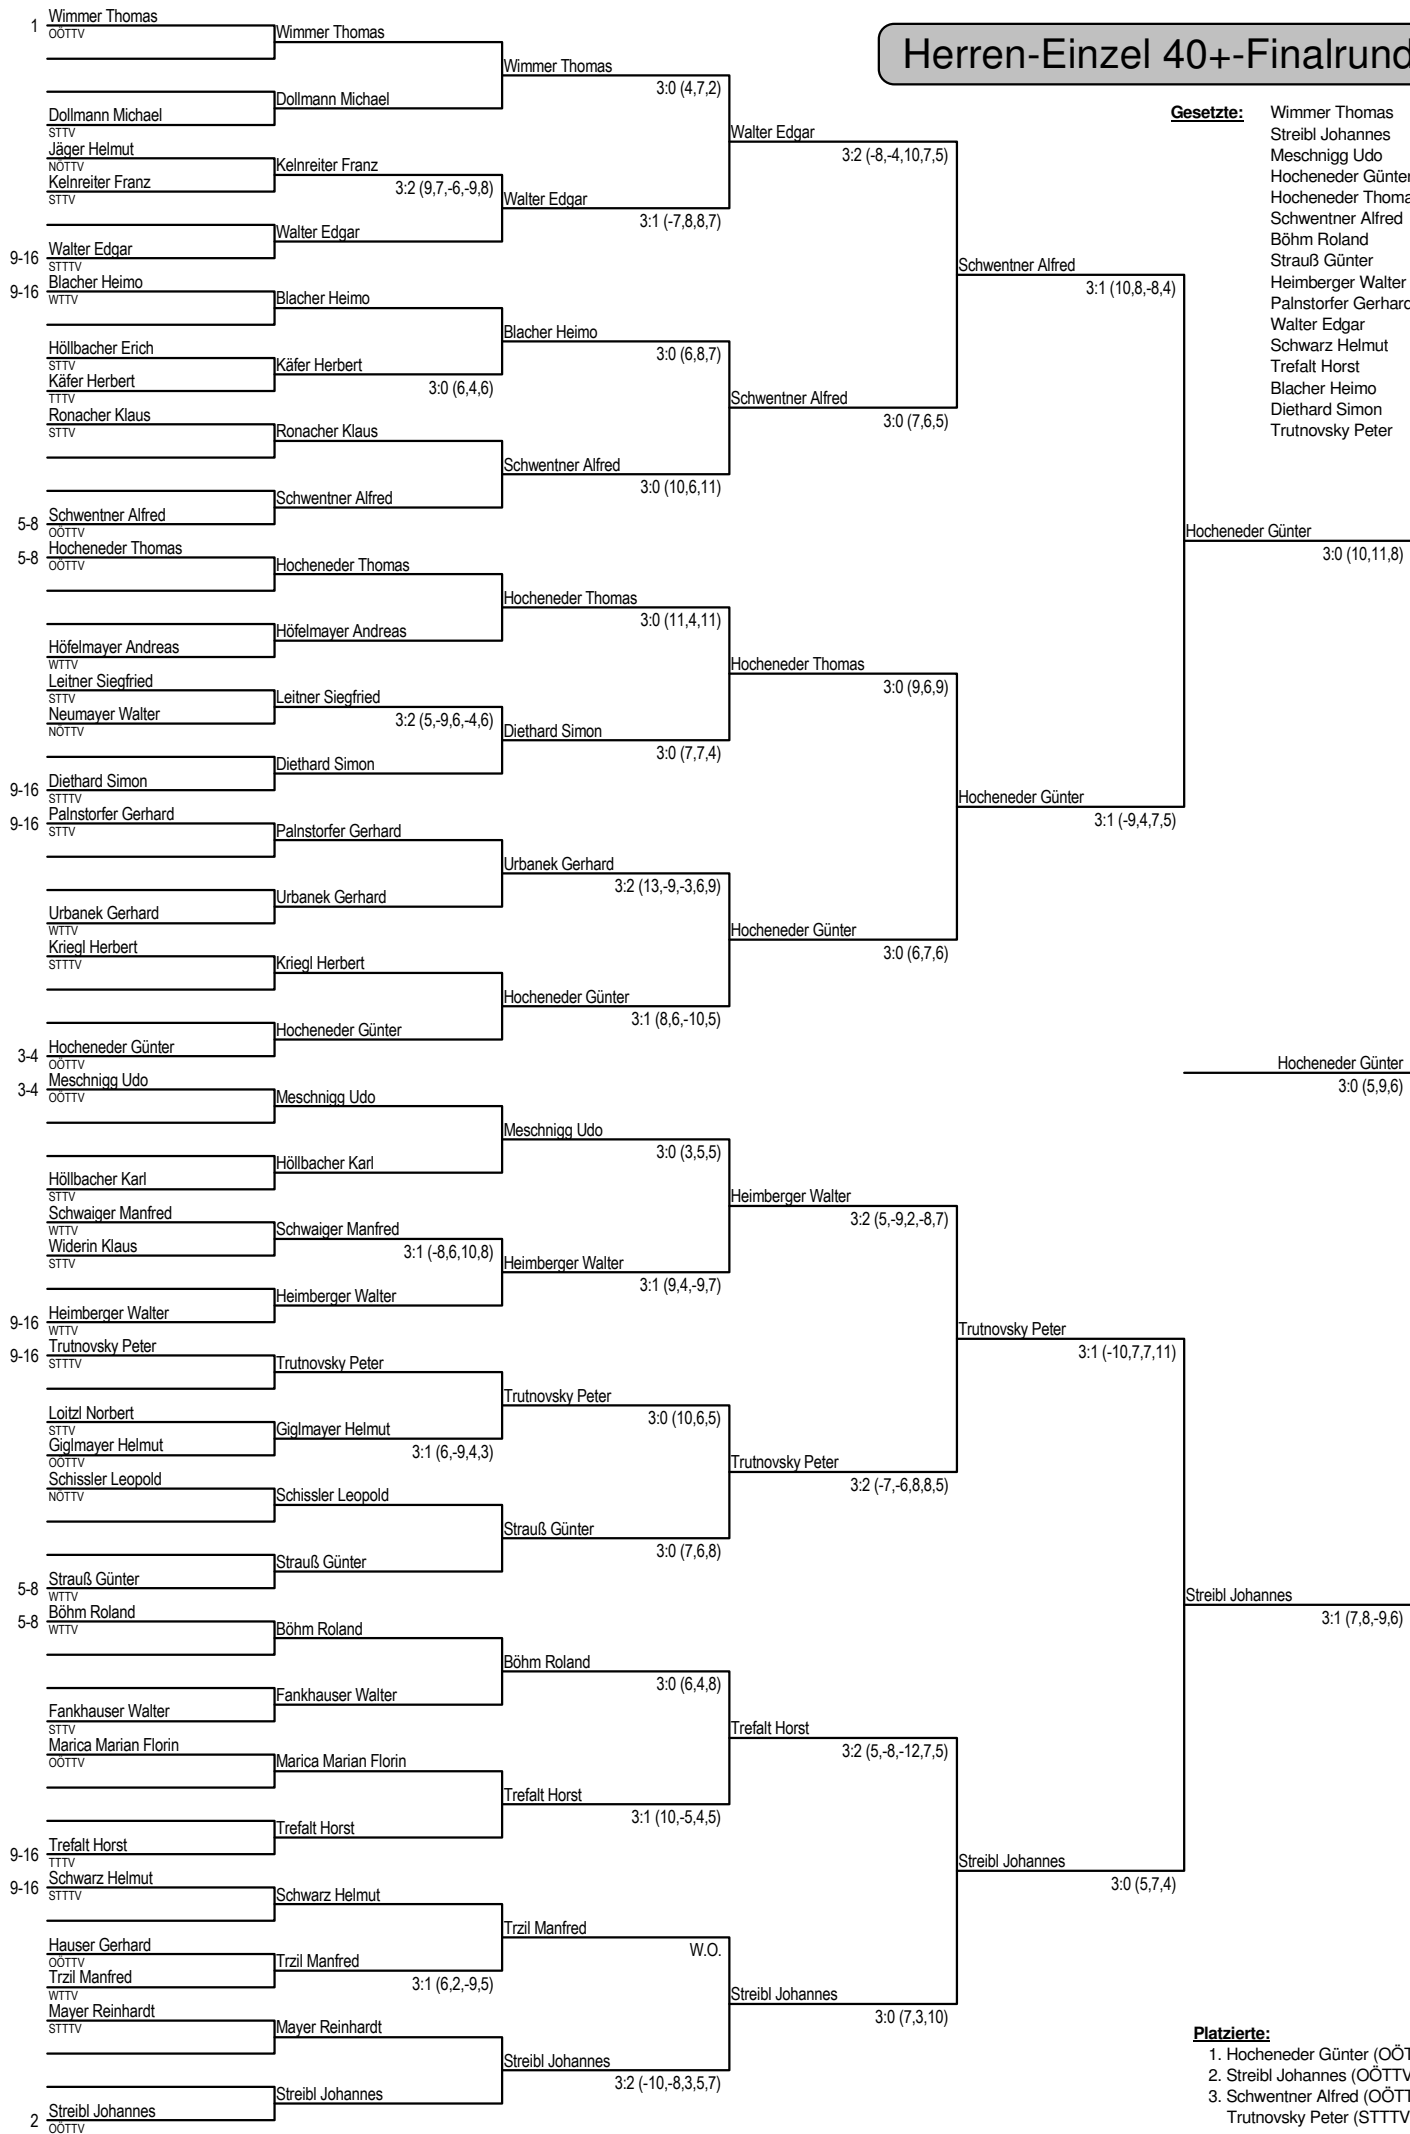 Herren-Einzel 40+-Finalrund
Gesetzte:
Wimmer Thomas
Streibl Johannes
Meschnigg Udo
Hocheneder Günter
Hocheneder Thoma
Schwentner Alfred
Böhm Roland
Strauß Günter
Heimberger Walter
Palnstorfer Gerhard
Walter Edgar
Schwarz Helmut
Trefalt Horst
Blacher Heimo
Diethard Simon
Trutnovsky Peter
1 Wimmer Thomas
OÖTTV
Dollmann Michael
STTV
Jäger Helmut
NÖTTV
Kelnreiter Franz
STTV
9-16 Walter Edgar
STTTV
9-16 Blacher Heimo
WTTV
Höllbacher Erich
STTV
Käfer Herbert
TTTV
Ronacher Klaus
STTV
5-8 Schwentner Alfred
OÖTTV
5-8 Hocheneder Thomas
OÖTTV
Höfelmayer Andreas
WTTV
Leitner Siegfried
STTV
Neumayer Walter
NÖTTV
9-16 Diethard Simon
STTTV
9-16 Palnstorfer Gerhard
STTV
Urbanek Gerhard
WTTV
Kriegl Herbert
STTTV
3-4 Hocheneder Günter
OÖTTV
3-4 Meschnigg Udo
OÖTTV
Höllbacher Karl
STTV
Schwaiger Manfred
WTTV
Widerin Klaus
STTV
9-16 Heimberger Walter
WTTV
9-16 Trutnovsky Peter
STTTV
Loitzl Norbert
STTV
Giglmayer Helmut
OÖTTV
Schissler Leopold
NÖTTV
5-8 Strauß Günter
WTTV
5-8 Böhm Roland
WTTV
Fankhauser Walter
STTV
Marica Marian Florin
OÖTTV
9-16 Trefalt Horst
TTTV
9-16 Schwarz Helmut
STTTV
Hauser Gerhard
OÖTTV
Trzil Manfred
WTTV
Mayer Reinhardt
STTTV
2 Streibl Johannes
OÖTTV
Wimmer Thomas
Dollmann Michael
Kelnreiter Franz
3:2 (9,7,-6,-9,8)
Walter Edgar
Blacher Heimo
Käfer Herbert
3:0 (6,4,6)
Ronacher Klaus
Schwentner Alfred
Hocheneder Thomas
Höfelmayer Andreas
Leitner Siegfried
3:2 (5,-9,6,-4,6)
Diethard Simon
Palnstorfer Gerhard
Urbanek Gerhard
Kriegl Herbert
Hocheneder Günter
Meschnigg Udo
Höllbacher Karl
Schwaiger Manfred
3:1 (-8,6,10,8)
Heimberger Walter
Trutnovsky Peter
Giglmayer Helmut
3:1 (6,-9,4,3)
Schissler Leopold
Strauß Günter
Böhm Roland
Fankhauser Walter
Marica Marian Florin
Trefalt Horst
Schwarz Helmut
Trzil Manfred
3:1 (6,2,-9,5)
Mayer Reinhardt
Streibl Johannes
Wimmer Thomas
3:0 (4,7,2)
Walter Edgar
3:1 (-7,8,8,7)
Blacher Heimo
3:0 (6,8,7)
Schwentner Alfred
3:0 (10,6,11)
Hocheneder Thomas
3:0 (11,4,11)
Diethard Simon
3:0 (7,7,4)
Urbanek Gerhard
3:2 (13,-9,-3,6,9)
Hocheneder Günter
3:1 (8,6,-10,5)
Meschnigg Udo
3:0 (3,5,5)
Heimberger Walter
3:1 (9,4,-9,7)
Trutnovsky Peter
3:0 (10,6,5)
Strauß Günter
3:0 (7,6,8)
Böhm Roland
3:0 (6,4,8)
Trefalt Horst
3:1 (10,-5,4,5)
Trzil Manfred
W.O.
Streibl Johannes
3:2 (-10,-8,3,5,7)
Walter Edgar
3:2 (-8,-4,10,7,5)
Schwentner Alfred
3:0 (7,6,5)
Hocheneder Thomas
3:0 (9,6,9)
Hocheneder Günter
3:0 (6,7,6)
Heimberger Walter
3:2 (5,-9,2,-8,7)
Trutnovsky Peter
3:2 (-7,-6,8,8,5)
Trefalt Horst
3:2 (5,-8,-12,7,5)
Streibl Johannes
3:0 (7,3,10)
Schwentner Alfred
3:1 (10,8,-8,4)
Hocheneder Günter
3:1 (-9,4,7,5)
Trutnovsky Peter
3:1 (-10,7,7,11)
Streibl Johannes
3:0 (5,7,4)
Hocheneder Günter
3:0 (10,11,8)
Streibl Johannes
3:1 (7,8,-9,6)
Hocheneder Günter
3:0 (5,9,6)
Platzierte:
1. Hocheneder Günter (OÖT
2. Streibl Johannes (OÖTTV
3. Schwentner Alfred (OÖTT
Trutnovsky Peter (STTTV